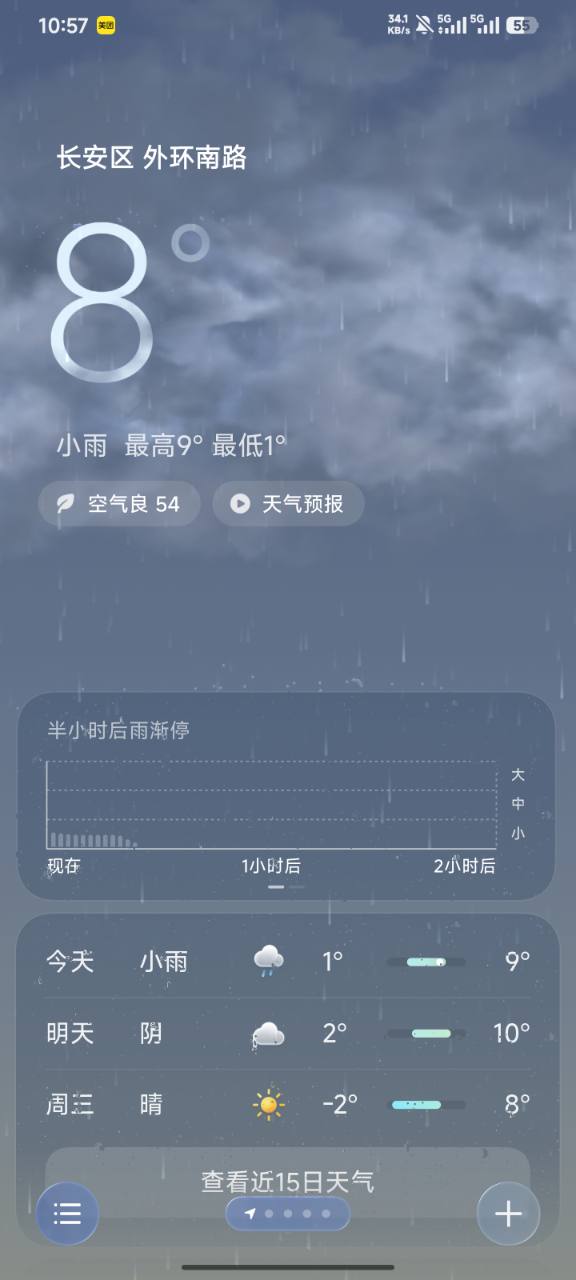 10:57 美团 34.1 KB/s 5G 5G 55
长安区 外环南路
8°
小雨 最高9° 最低1°
空气良 54 天气预报
半小时后雨渐停
大
中
小
现在 1小时后 2小时后
今天 小雨 1° 9°
明天 阴 2° 10°
周三 晴 -2° 8°
查看近15日天气